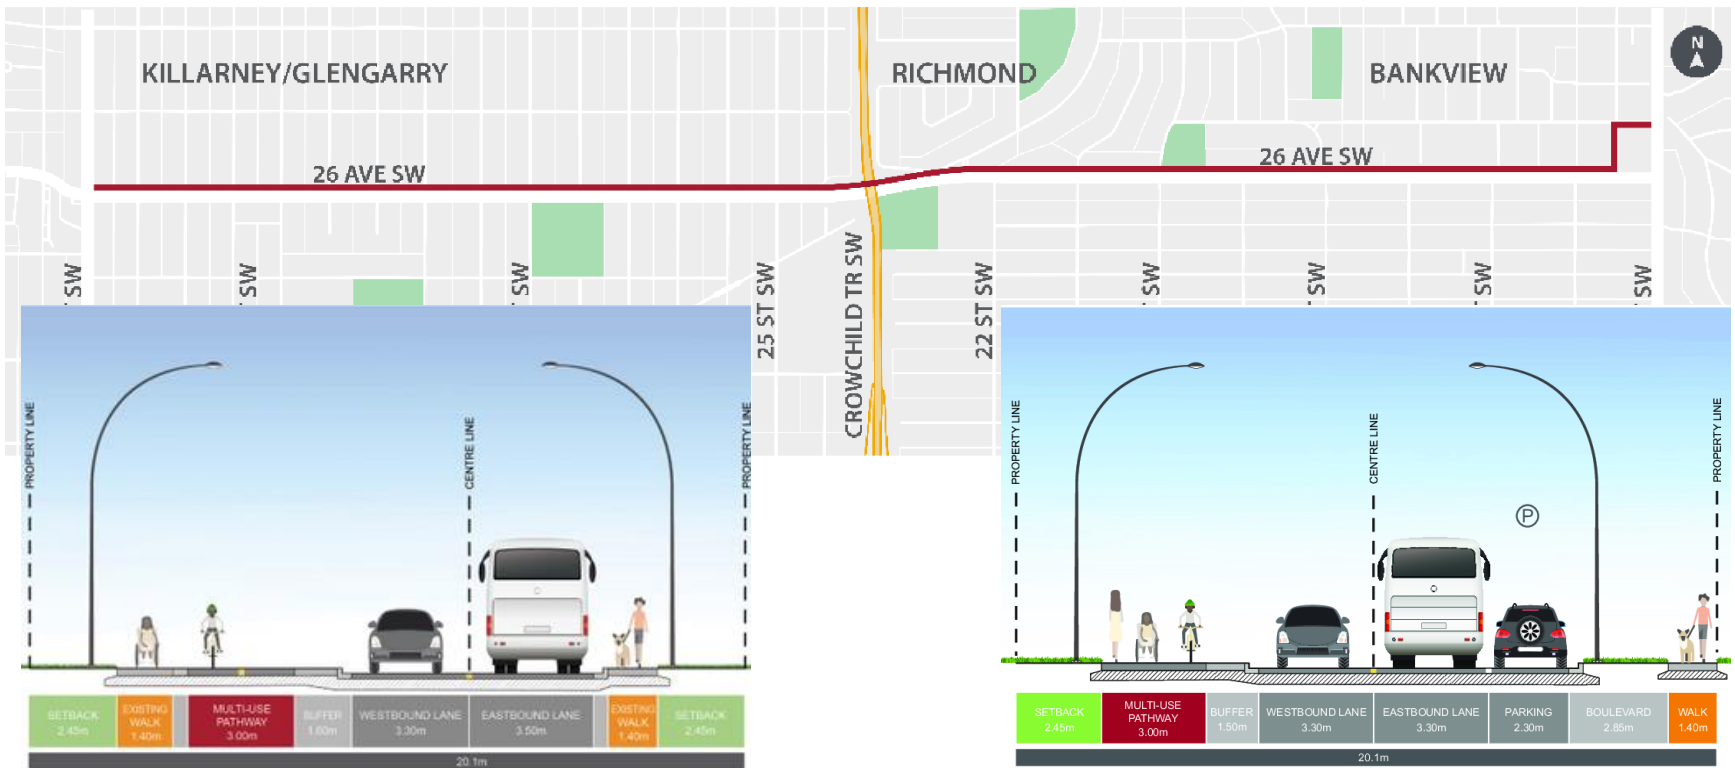 N
KILLARNEY/GLENGARRY
RICHMOND
BANKVIEW
26 AVE SW
26 AVE SW
SW
SW
SW
25 ST SW
CROWCHILD TR SW
22 ST SW
SW
SW
SW
SW
PROPERTY LINE
CENTRE LINE
PROPERTY LINE
SETBACK
2.45m
EXISTING
WALK
1.40m
MULTI-USE
PATHWAY
3.00m
BUFFER
WESTBOUND LANE
3.30m
EASTBOUND LANE
3.50m
EXISTING
WALK
1.40m
SETBACK
2.45m
20.1m
PROPERTY LINE
CENTRE LINE
PROPERTY LINE
P
SETBACK
2.45m
MULTI-USE
PATHWAY
3.00m
BUFFER
1.50m
WESTBOUND LANE
3.30m
EASTBOUND LANE
3.30m
PARKING
2.30m
BOULEVARD
2.85m
WALK
1.40m
20.1m